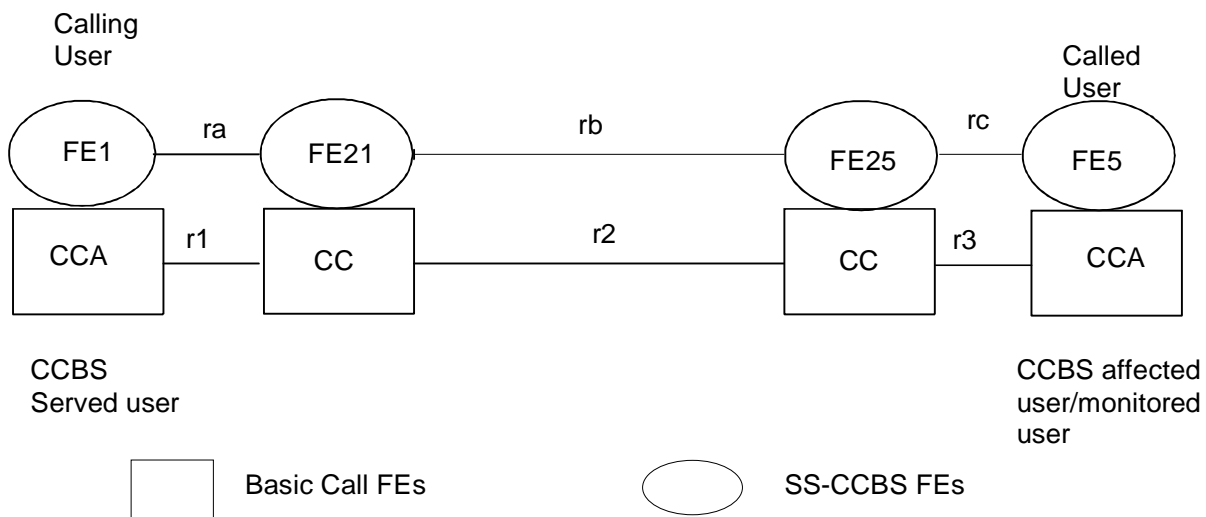 Calling
User
Called
User
ra
rb
rc
FE1
FE21
FE25
FE5
r1
r2
r3
CCA
CC
CC
CCA
CCBS
Served user
CCBS affected
user/monitored
user
Basic Call FEs
SS-CCBS FEs